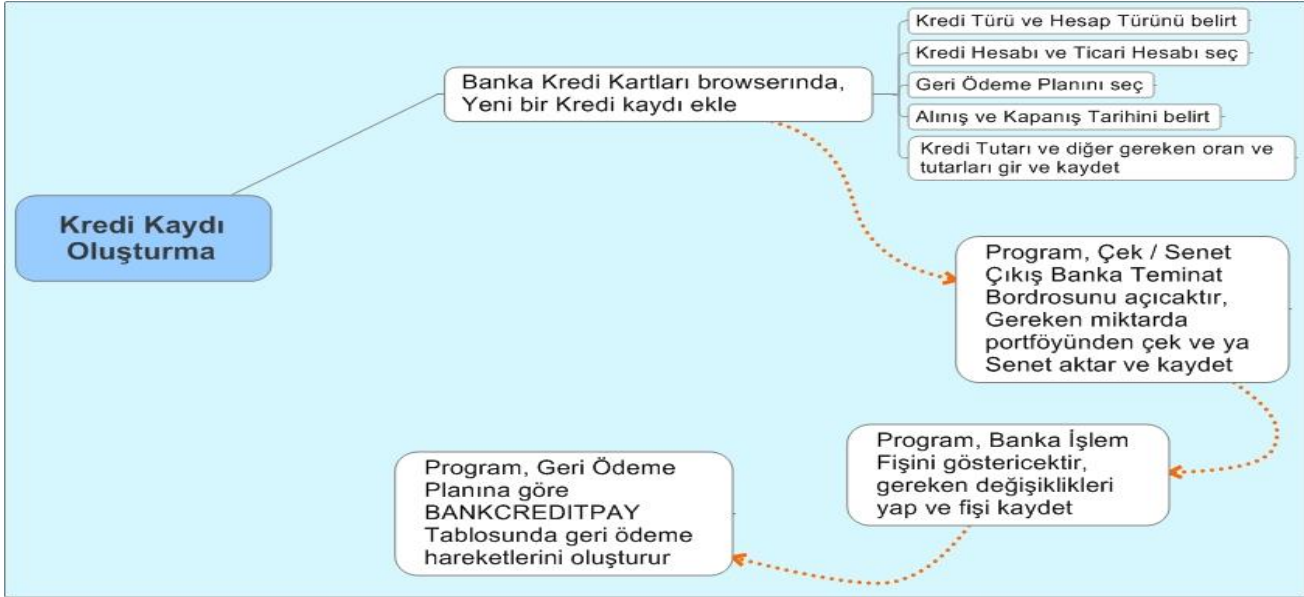 Kredi Kaydı
Oluşturma
Banka Kredi Kartları browserında,
Yeni bir Kredi kaydı ekle
Kredi Türü ve Hesap Türünü belirt
Kredi Hesabı ve Ticari Hesabı seç
Geri Ödeme Planını seç
Alınış ve Kapanış Tarihini belirt
Kredi Tutarı ve diğer gereken oran ve
tutarları gir ve kaydet
Program, Çek / Senet
Çıkış Banka Teminat
Bordrosunu açıcaktır,
Gereken miktarda
portföyünden çek ve ya
Senet aktar ve kaydet
Program, Banka İşlem
Fişini göstericektir,
gereken değişiklikleri
yap ve fişi kaydet
Program, Geri Ödeme
Planına göre
BANKCREDITPAY
Tablosunda geri ödeme
hareketlerini oluşturur